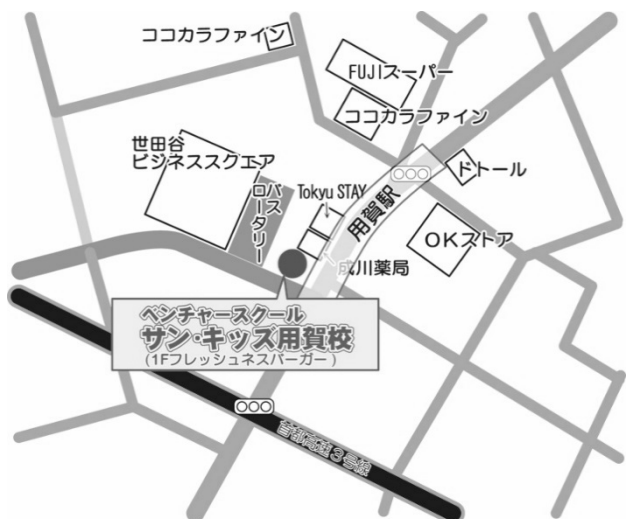 ココカラファイン
FUJIスーパー
ココカラファイン
世田谷
ビジネススクエア
バス
ロータリー
Tokyu STAY
用賀駅
ドトール
OKストア
成川薬局
ベンチャースクール
サン・キッズ用賀校
(1Fフレッシュネスバーガー)
首都高速3号線